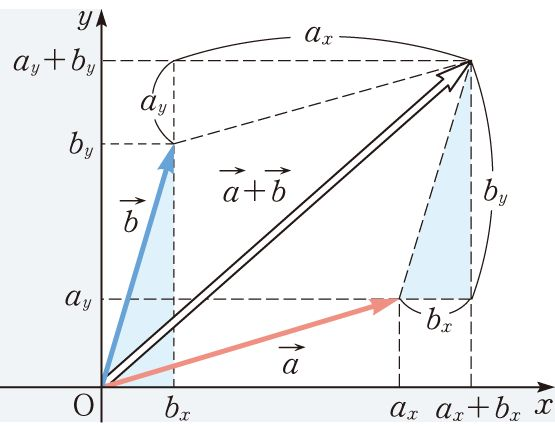 y
a_x
a_y + b_y
a_y
b_y
\vec{b}
\vec{a} + \vec{b}
b_y
a_y
b_x
\vec{a}
O
b_x
a_x
a_x + b_x
x